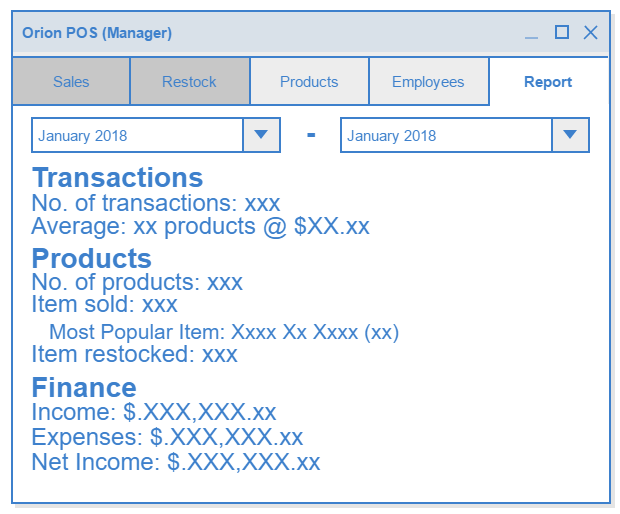 Orion POS (Manager)
Sales Restock Products Employees Report
January 2018 - January 2018
Transactions
No. of transactions: xxx
Average: xx products @ $XX.xx
Products
No. of products: xxx
Item sold: xxx
Most Popular Item: Xxxx Xx Xxxx (xx)
Item restocked: xxx
Finance
Income: $.XXX,XXX.xx
Expenses: $.XXX,XXX.xx
Net Income: $.XXX,XXX.xx